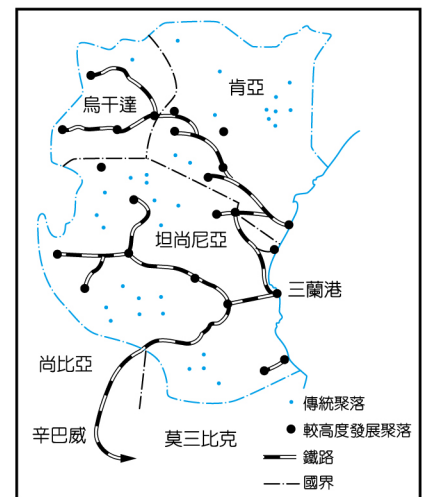 肯亞
烏干達
坦尚尼亞
三蘭港
尚比亞
辛巴威
莫三比克
傳統聚落
較高度發展聚落
鐵路
國界